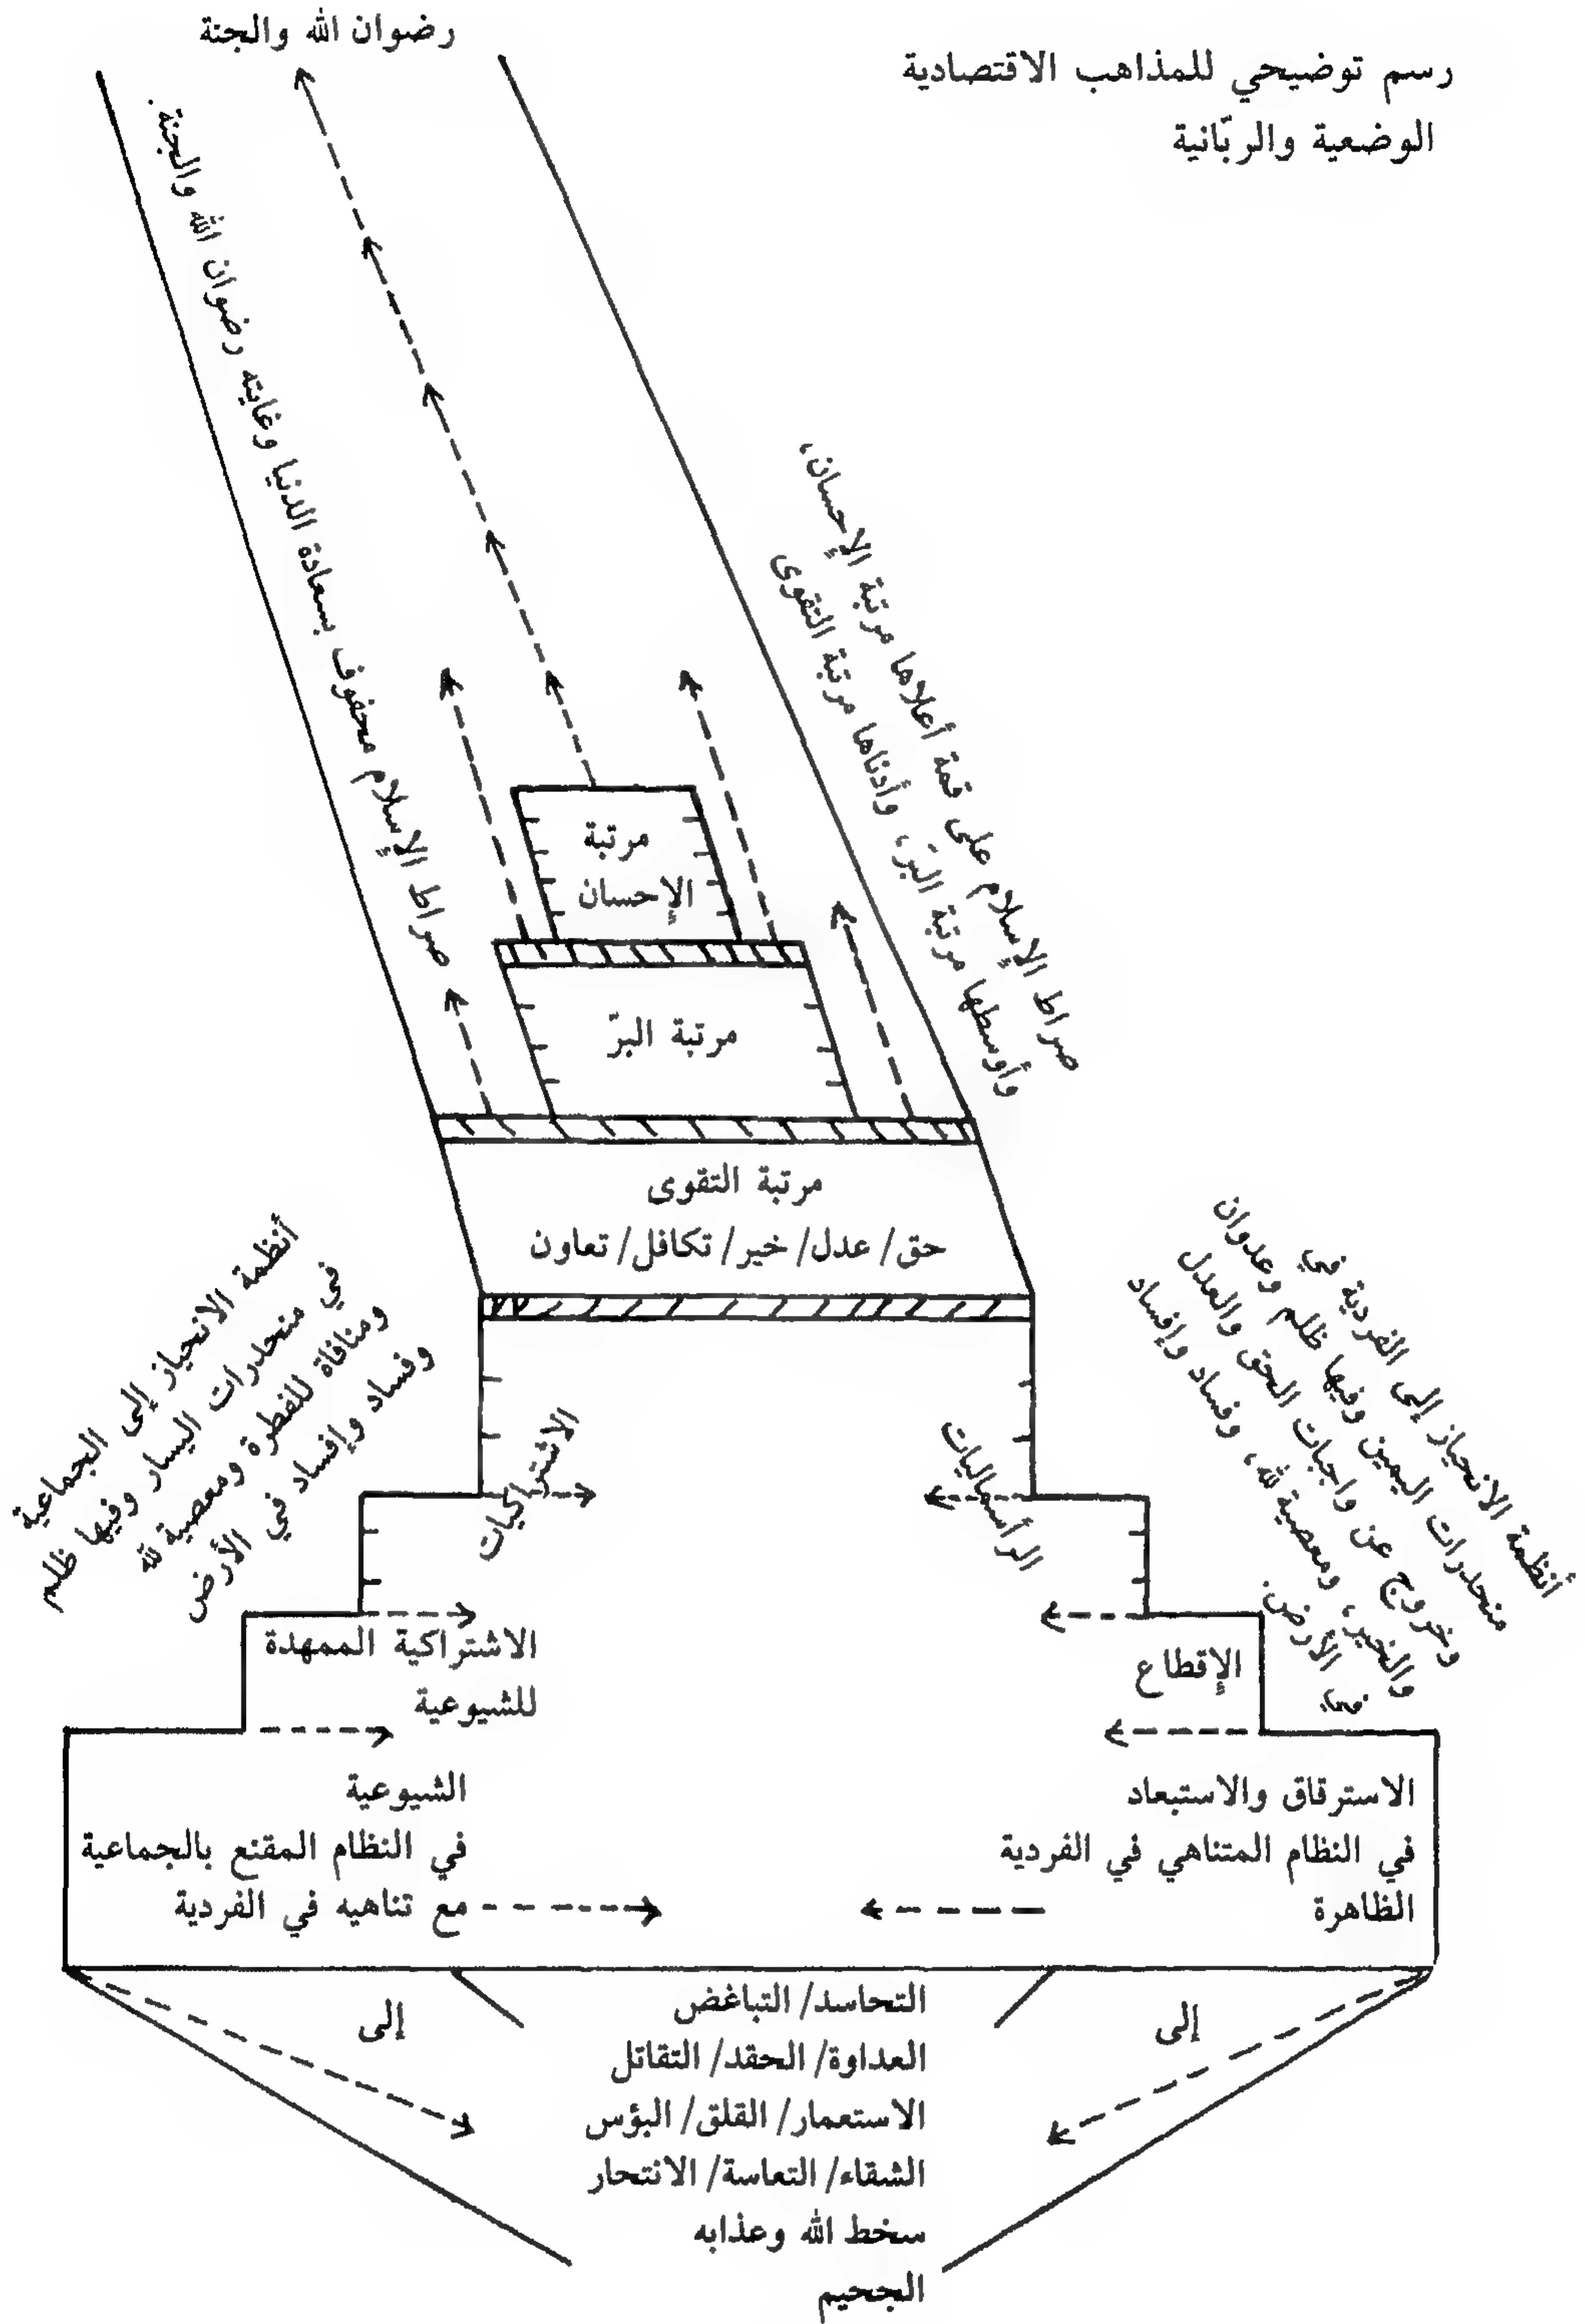 رسم توضيحي للمذاهب الاقتصادية
الوضعية والربّانية
رضوان الله والجنة
صراط الإسلام محفوف بسعادة الدنيا وغايته رضوان الله والجنة.
صراط الإسلام على قمة أعلاها مرتبة الإحسان،
وأوسطها مرتبة البرّ، وأدناها مرتبة التقوى
مرتبة
الإحسان
مرتبة البرّ
مرتبة التقوى
حق/ عدل/ خير/ تكافل/ تعاون
أنظمة الانحياز إلى الفردية في
منحدرات اليمين وفيها ظلم وعدوان
وخروج عن واجبات الحق والعدل
والخير، ومعصية لله، وفساد وإفساد
في الأرض.
أنظمة الانحياز إلى الجماعية
في منحدرات اليسار وفيها ظلم
ومنافاة للفطرة ومعصية لله
وفساد وإفساد في الأرض
الرأسماليات
الاشتراكيات
الإقطاع
الاشتراكية الممهدة
للشيوعية
الاسترقاق والاستبعاد
في النظام المتناهي في الفردية
الظاهرة
الشيوعية
في النظام المقنع بالجماعية
مع تناهيه في الفردية
إلى
إلى
التحاسد/ التباغض
العداوة/ الحقد/ التقاتل
الاستعمار/ القلق/ البؤس
الشقاء/ التعاسة/ الانتحار
سخط الله وعذابه
الجحيم